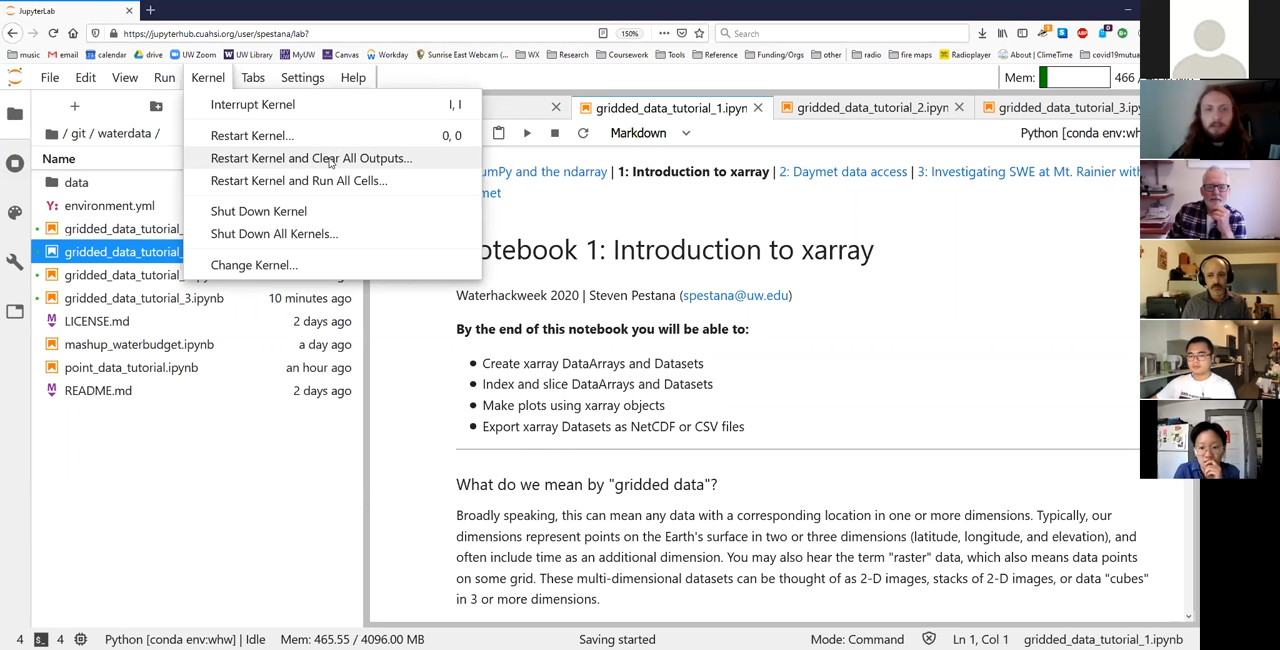 JupyterLab
https://jupyterhub.cuahsi.org/user/spestana/lab?
150%
Search
music
email
calendar
drive
UW Zoom
UW Library
MyUW
Canvas
Workday
Sunrise East Webcam (...
WX
Research
Coursework
Tools
Reference
Funding/Orgs
other
radio
fire maps
Radioplayer
About | ClimeTime
covid19mutua
File Edit View Run Kernel Tabs Settings Help
Mem: 466 /
Interrupt Kernel I, I
Restart Kernel... 0, 0
Restart Kernel and Clear All Outputs...
Restart Kernel and Run All Cells...
Shut Down Kernel
Shut Down All Kernels...
Change Kernel...
/ git / waterdata /
Name
data
environment.yml
gridded_data_tutorial_
gridded_data_tutorial_
gridded_data_tutorial_
gridded_data_tutorial_3.ipynb 10 minutes ago
LICENSE.md 2 days ago
mashup_waterbudget.ipynb a day ago
point_data_tutorial.ipynb an hour ago
README.md 2 days ago
gridded_data_tutorial_1.ipyn
gridded_data_tutorial_2.ipyn
gridded_data_tutorial_3.ipy
Markdown
Python [conda env:wh
umPy and the ndarray | 1: Introduction to xarray | 2: Daymet data access | 3: Investigating SWE at Mt. Rainier with
met
otebook 1: Introduction to xarray
Waterhackweek 2020 | Steven Pestana (spestana@uw.edu)
By the end of this notebook you will be able to:
● Create xarray DataArrays and Datasets
● Index and slice DataArrays and Datasets
● Make plots using xarray objects
● Export xarray Datasets as NetCDF or CSV files
What do we mean by "gridded data"?
Broadly speaking, this can mean any data with a corresponding location in one or more dimensions. Typically, our
dimensions represent points on the Earth's surface in two or three dimensions (latitude, longitude, and elevation), and
often include time as an additional dimension. You may also hear the term "raster" data, which also means data points
on some grid. These multi-dimensional datasets can be thought of as 2-D images, stacks of 2-D images, or data "cubes"
in 3 or more dimensions.
4 4 Python [conda env:whw] | Idle Mem: 465.55 / 4096.00 MB Saving started Mode: Command Ln 1, Col 1 gridded_data_tutorial_1.ipynb